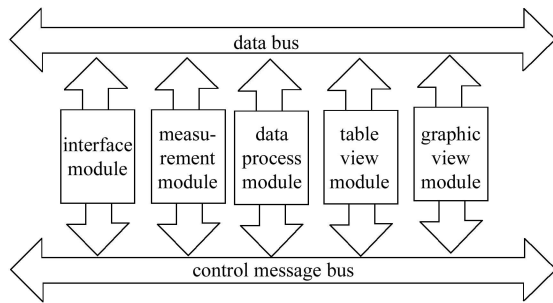 data bus
interface
module
measu-
rement
module
data
process
module
table
view
module
graphic
view
module
control message bus